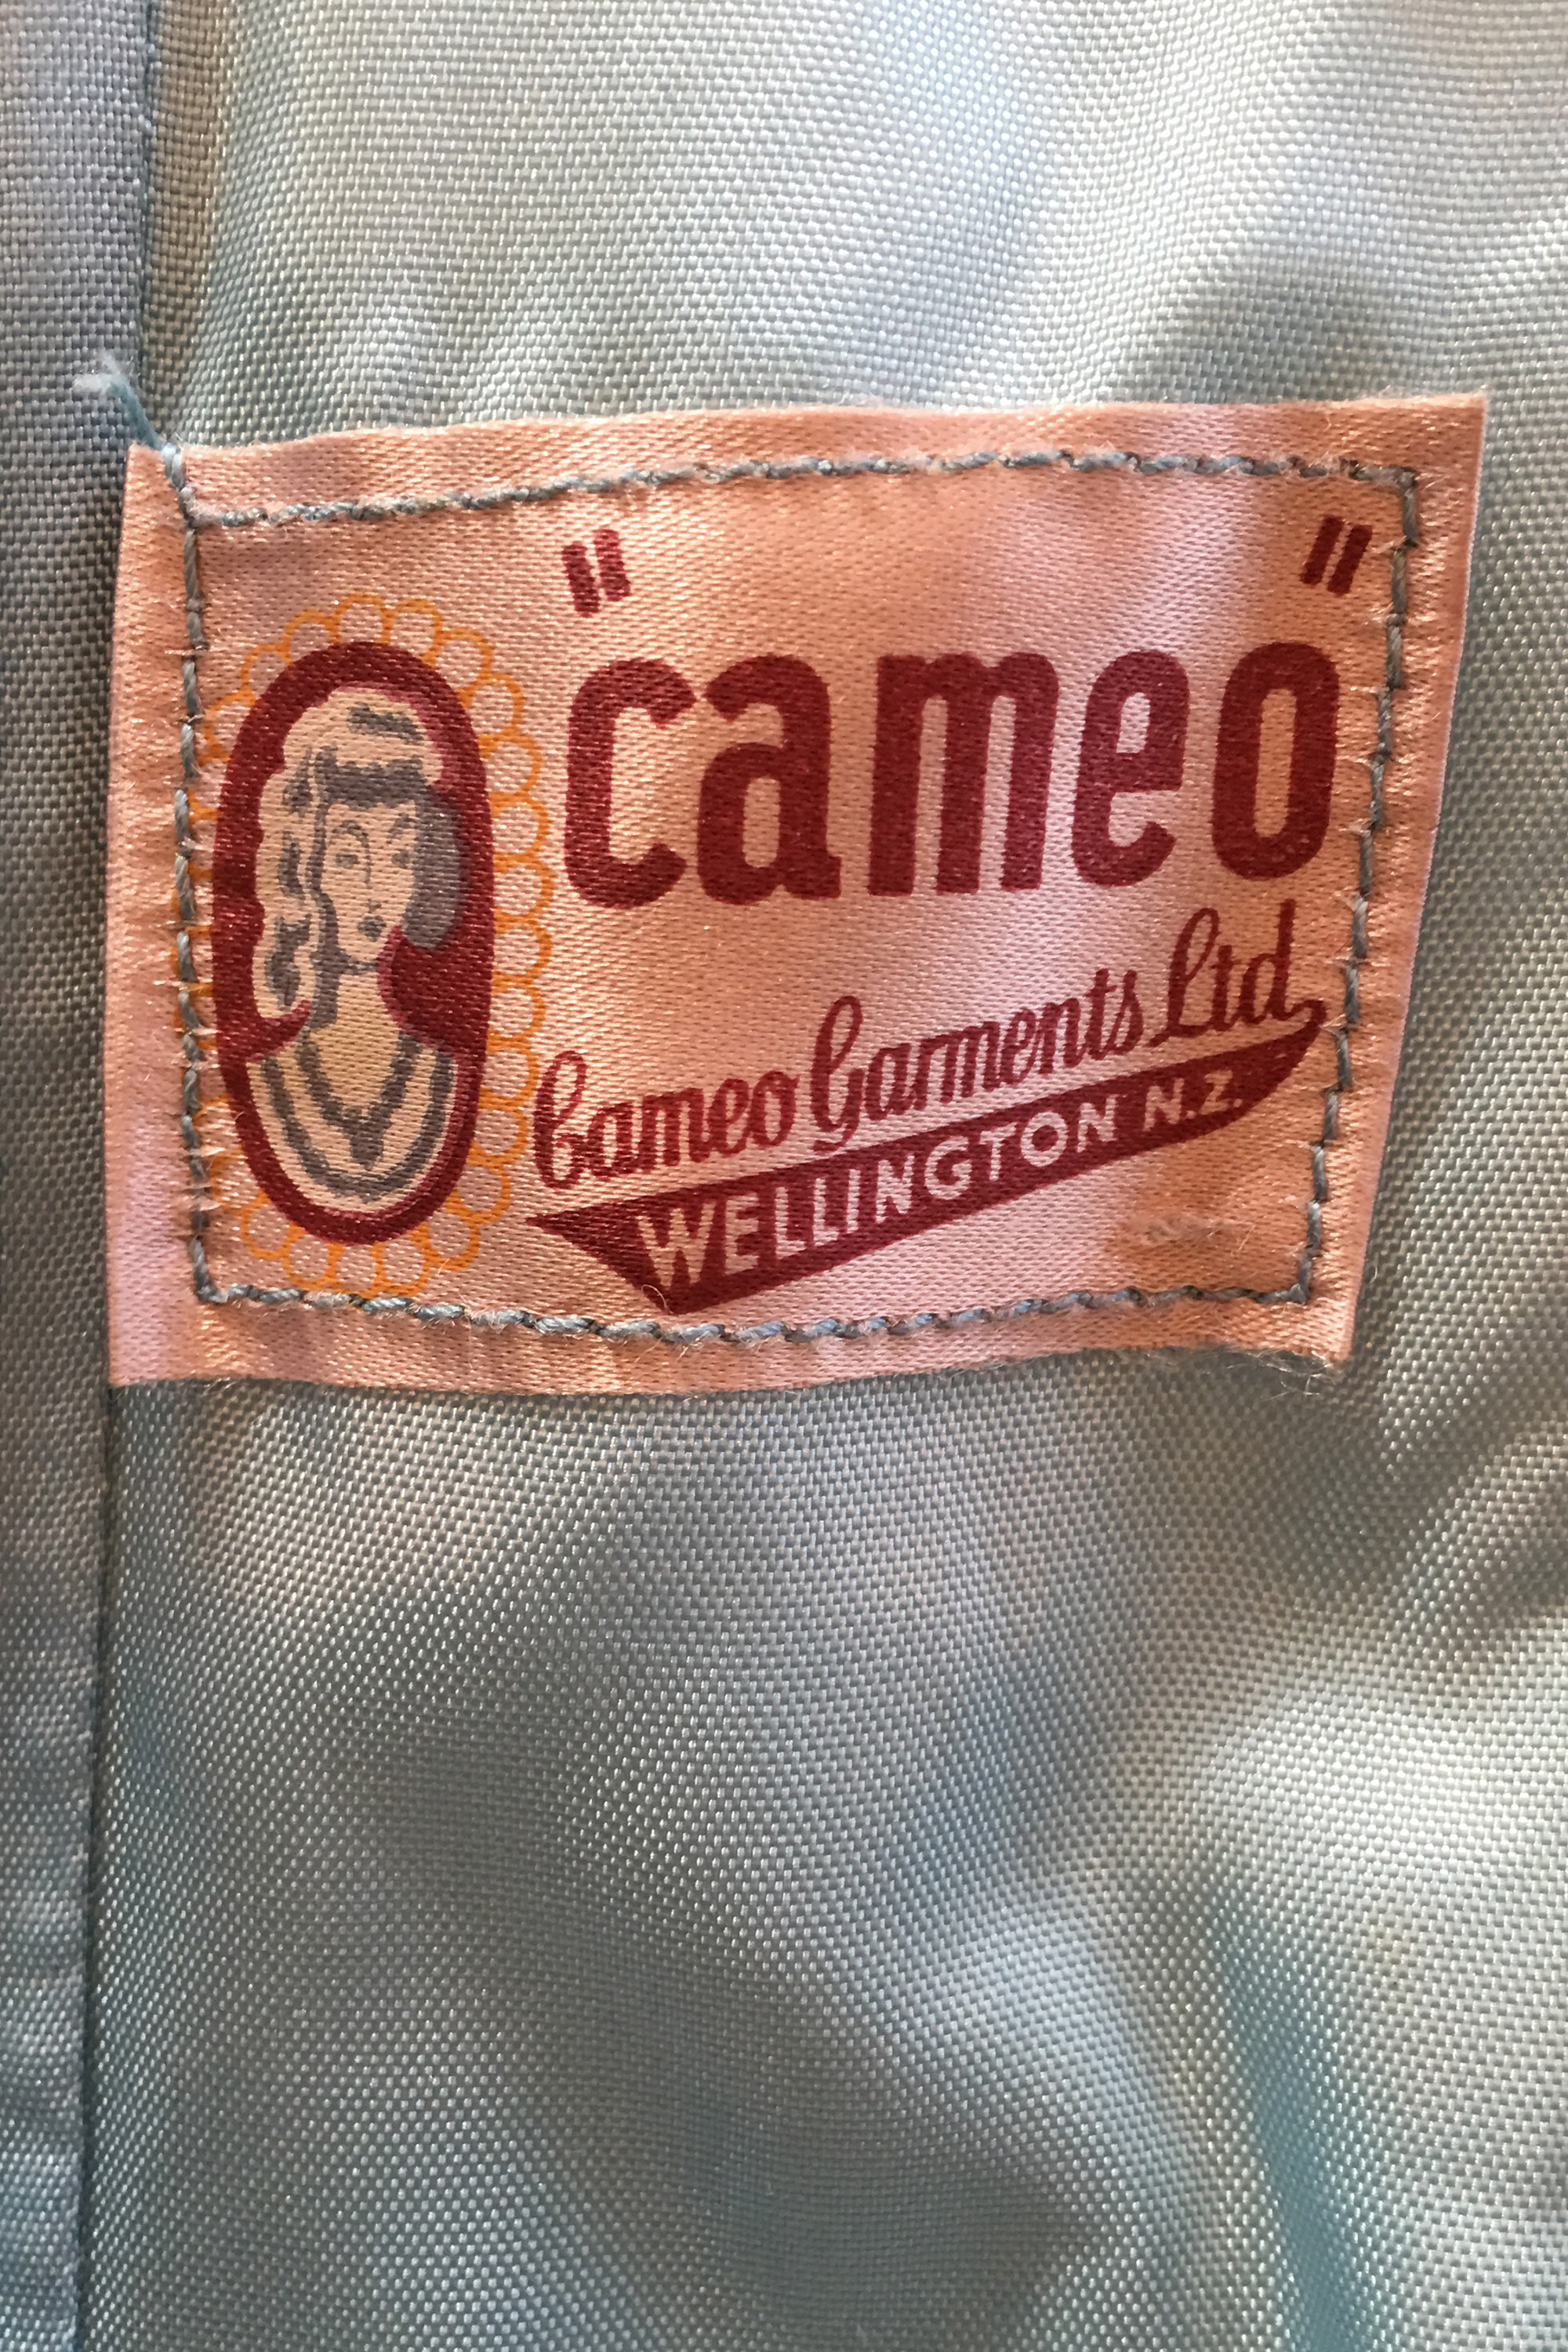 "cameo"
Cameo Garments Ltd
WELLINGTON N.Z.